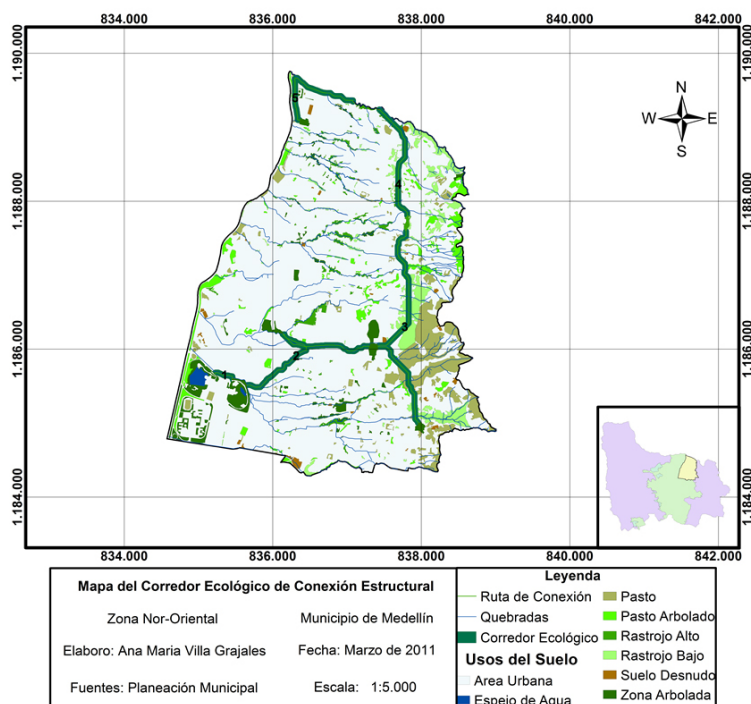 834.000 836.000 838.000 840.000 842.000
1.190.000 1.190.000
N
W E
S
5
4
1.188.000 1.188.000
3
1.186.000 1.186.000
2
1
1.184.000 1.184.000
834.000 836.000 838.000 840.000 842.000
Mapa del Corredor Ecológico de Conexión Estructural
Zona Nor-Oriental Municipio de Medellín
Elaboro: Ana Maria Villa Grajales Fecha: Marzo de 2011
Fuentes: Planeación Municipal Escala: 1:5.000
Leyenda
Ruta de Conexión
Quebradas
Corredor Ecológico
Usos del Suelo
Area Urbana
Espejo de Agua
Pasto
Pasto Arbolado
Rastrojo Alto
Rastrojo Bajo
Suelo Desnudo
Zona Arbolada